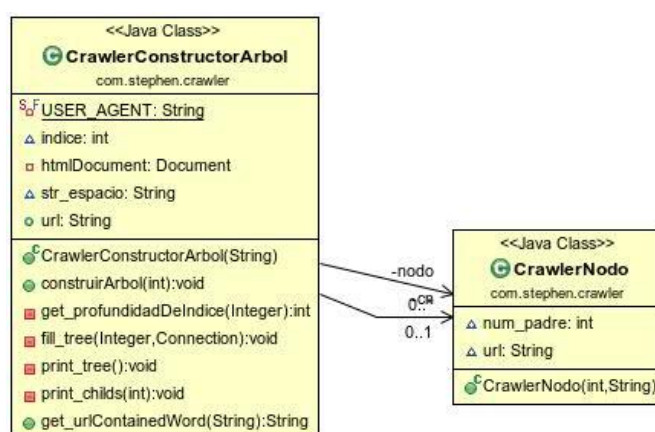 <<Java Class>>
CrawlerConstructorArbol
com.stephen.crawler
USER_AGENT: String
indice: int
htmlDocument: Document
str_espacio: String
url: String
CrawlerConstructorArbol(String)
construirArbol(int):void
get_profundidadDeIndice(Integer):int
fill_tree(Integer,Connection):void
print_tree():void
print_childs(int):void
get_urlContainedWord(String):String
-nodo
0..1
<<Java Class>>
CrawlerNodo
com.stephen.crawler
num_padre: int
url: String
CrawlerNodo(int,String)